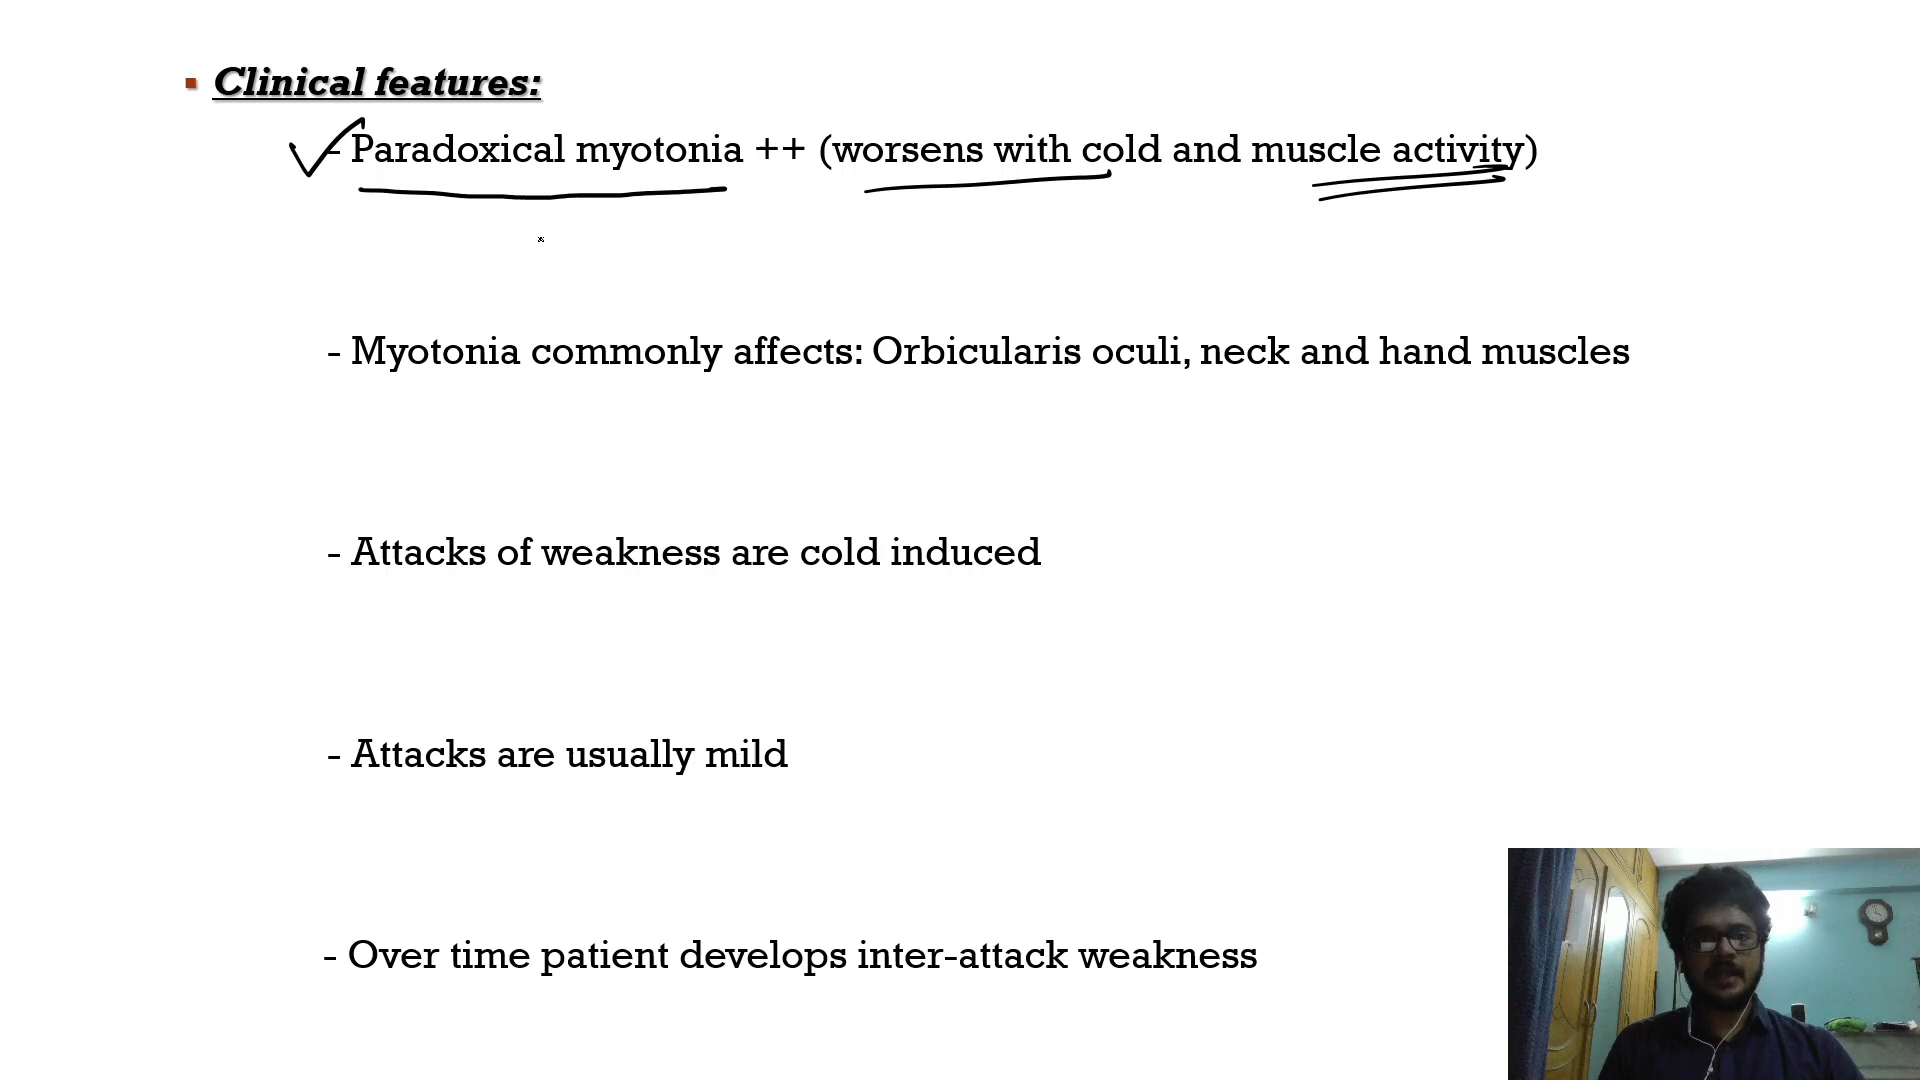 Clinical features:
- Paradoxical myotonia ++ (worsens with cold and muscle activity)
- Myotonia commonly affects: Orbicularis oculi, neck and hand muscles
- Attacks of weakness are cold induced
- Attacks are usually mild
- Over time patient develops inter-attack weakness